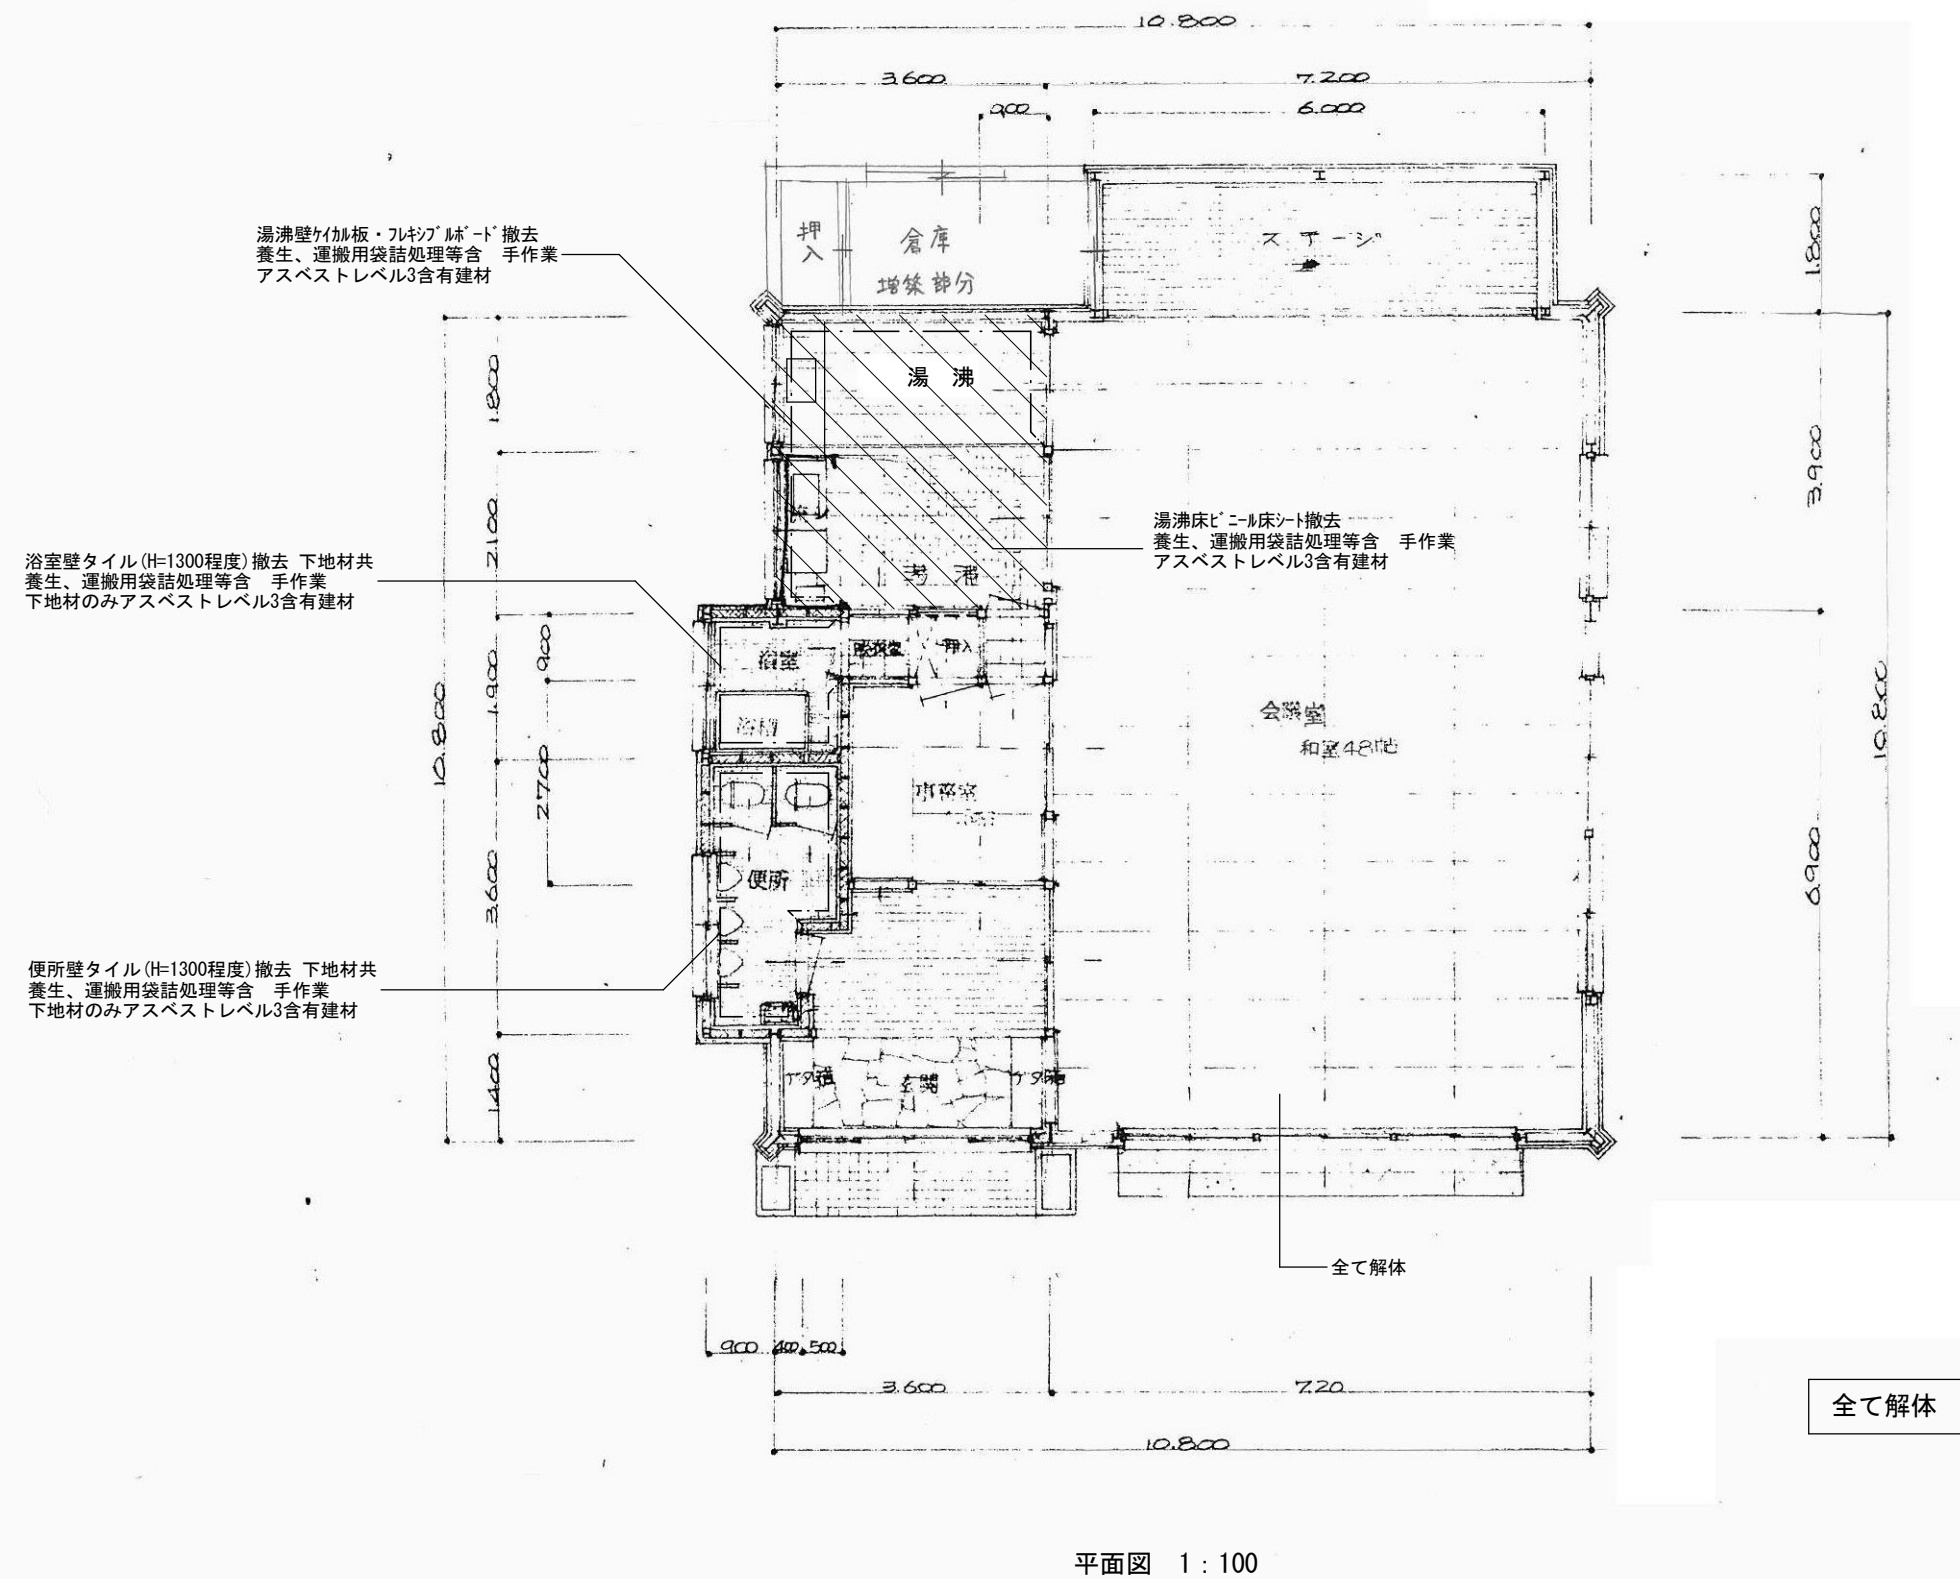 10.800
3.600
7.200
900
6.000
押入
倉庫
増築部分
ステージ
1.800
湯沸壁ｹｲｶﾙ板・ﾌﾚｷｼﾌﾞﾙﾎﾞｰﾄﾞ撤去
養生、運搬用袋詰処理等含　手作業
アスベストレベル3含有建材
湯　沸
1.800
3.900
2.100
湯沸床ﾋﾞﾆｰﾙ床ｼｰﾄ撤去
養生、運搬用袋詰処理等含　手作業
アスベストレベル3含有建材
浴室壁タイル(H=1300程度)撤去 下地材共
養生、運搬用袋詰処理等含　手作業
下地材のみアスベストレベル3含有建材
900
浴室
脱衣室
押入
1.900
10.800
10.800
会議室
和室48帖
浴槽
2.700
事務室
6.900
3.600
便所
便所壁タイル(H=1300程度)撤去 下地材共
養生、運搬用袋詰処理等含　手作業
下地材のみアスベストレベル3含有建材
1.400
ゲタ箱
玄関
ゲタ箱
全て解体
900
400
500
3.600
7.20
10.800
全て解体
平面図　1：100